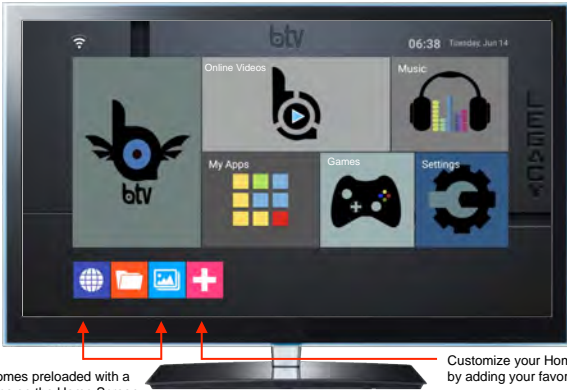 btv
06:38 Tuesday, Jun 14
Online Videos
Music
btv
My Apps
Games
Settings
LEGACY
omes preloaded with a
Customize your Hom
by adding your favor